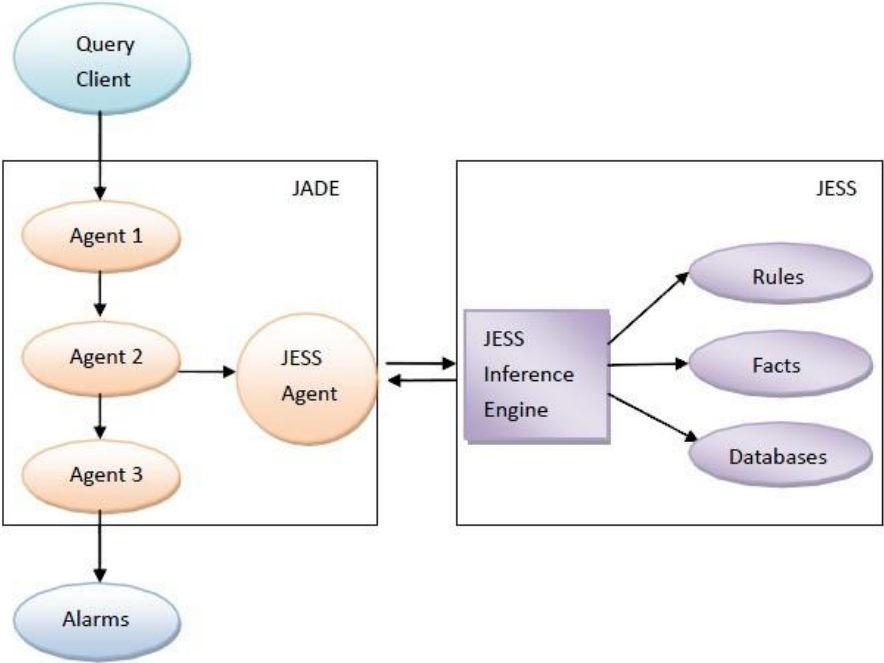 Query
Client
JADE
JESS
Agent 1
Agent 2
Agent 3
JESS
Agent
JESS
Inference
Engine
Rules
Facts
Databases
Alarms